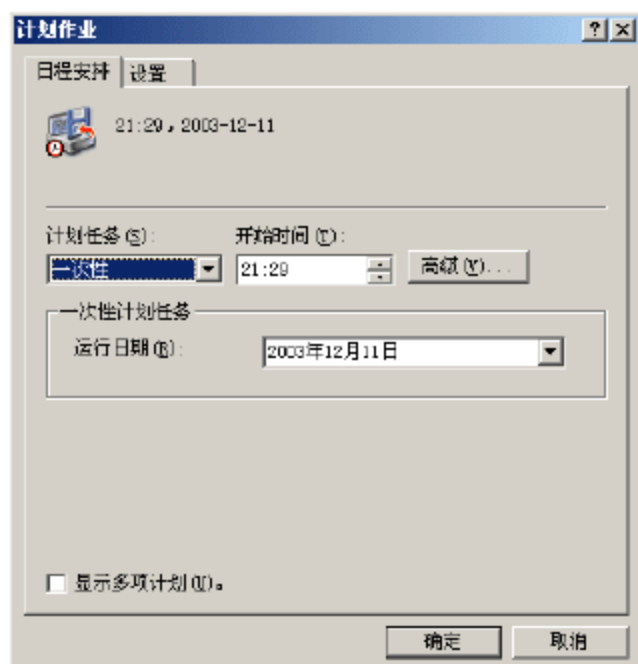 计划作业
日程安排 设置
21:29，2003-12-11
计划任务(S): 开始时间(T):
一次性 21:29 高级(V)...
一次性计划任务
运行日期(R): 2003年12月11日
显示多项计划(U)。
确定 取消